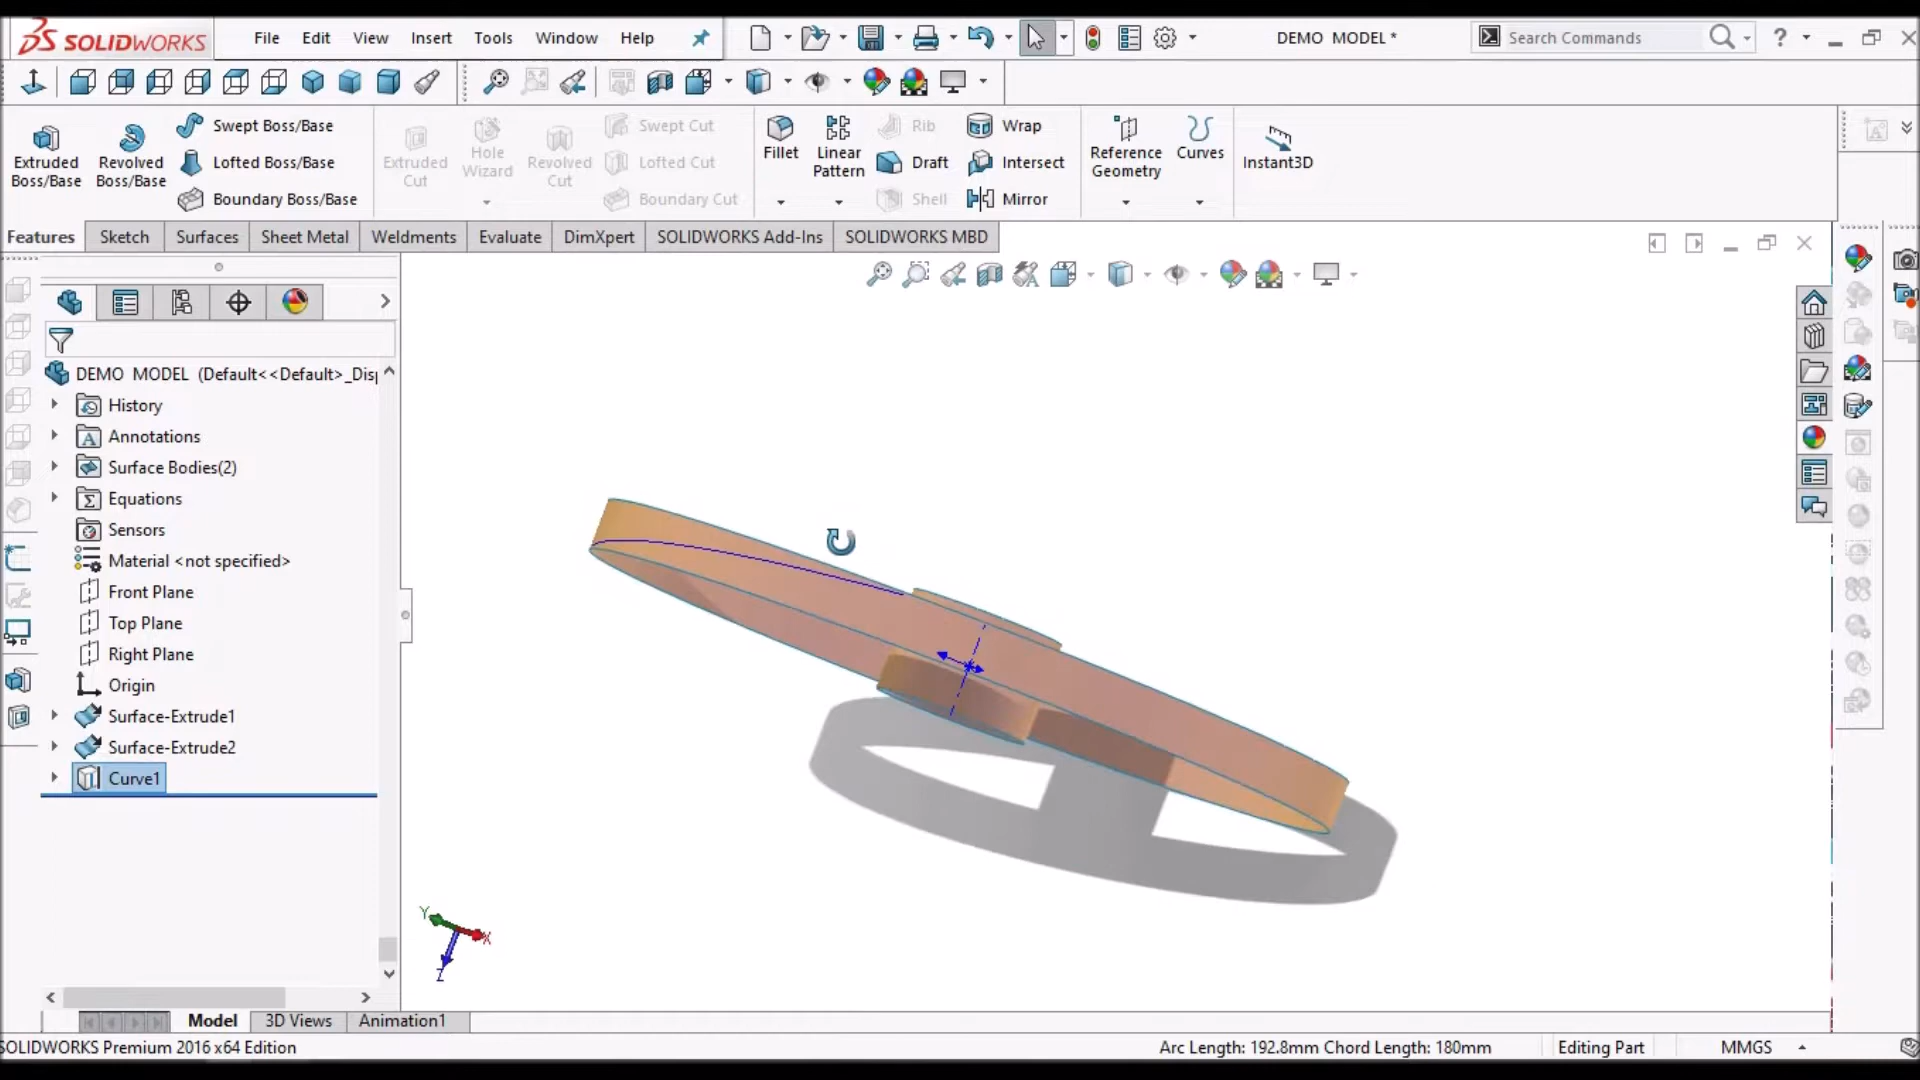 SOLIDWORKS File Edit View Insert Tools Window Help DEMO MODEL * Search Commands ?
Extruded Boss/Base
Revolved Boss/Base
Swept Boss/Base
Lofted Boss/Base
Boundary Boss/Base
Extruded Cut
Hole Wizard
Revolved Cut
Swept Cut
Lofted Cut
Boundary Cut
Fillet
Linear Pattern
Rib
Draft
Shell
Wrap
Intersect
Mirror
Reference Geometry
Curves
Instant3D
Features Sketch Surfaces Sheet Metal Weldments Evaluate DimXpert SOLIDWORKS Add-Ins SOLIDWORKS MBD
DEMO MODEL (Default<<Default>_Disp
History
Annotations
Surface Bodies(2)
Equations
Sensors
Material <not specified>
Front Plane
Top Plane
Right Plane
Origin
Surface-Extrude1
Surface-Extrude2
Curve1
Y
X
Z
Model 3D Views Animation1
SOLIDWORKS Premium 2016 x64 Edition Arc Length: 192.8mm Chord Length: 180mm Editing Part MMGS